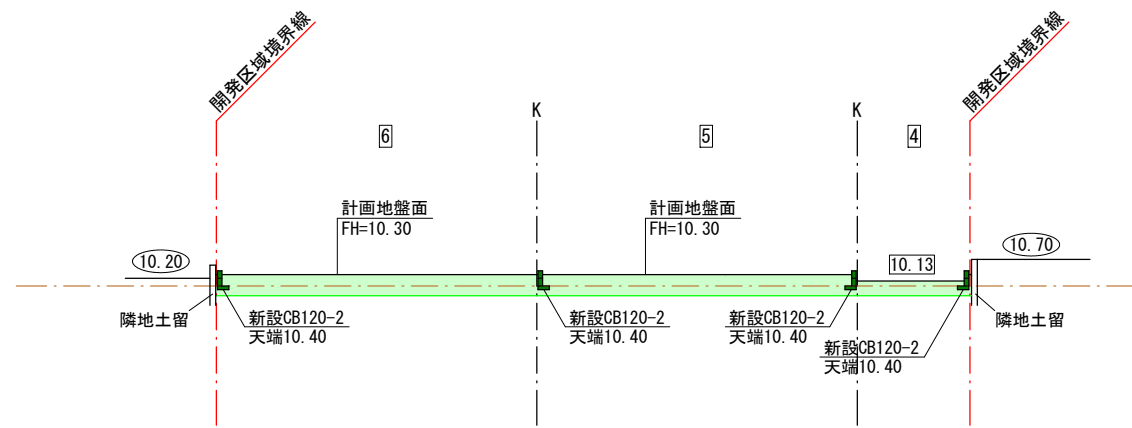 開発区域境界線
開発区域境界線
K
K
6
5
4
計画地盤面
FH=10.30
計画地盤面
FH=10.30
10.20
10.13
10.70
隣地土留
新設CB120-2
天端10.40
新設CB120-2
天端10.40
新設CB120-2
天端10.40
隣地土留
新設CB120-2
天端10.40